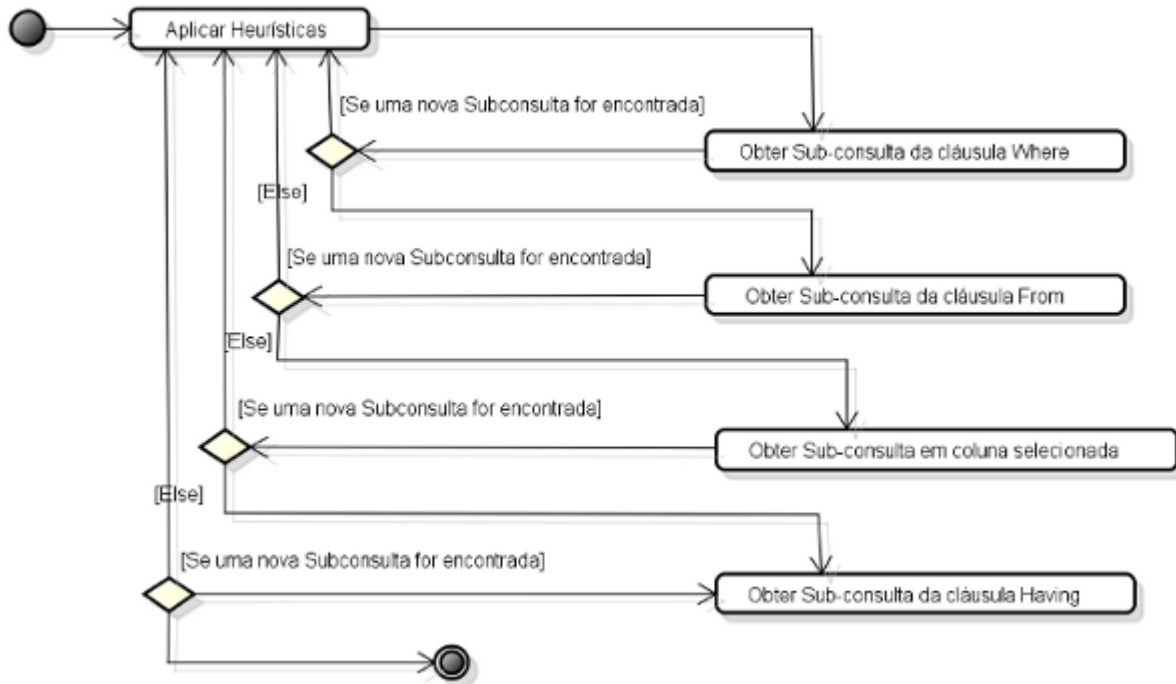 Aplicar Heurísticas
[Se uma nova Subconsulta for encontrada]
Obter Sub-consulta da cláusula Where
[Else]
[Se uma nova Subconsulta for encontrada]
Obter Sub-consulta da cláusula From
[Else]
[Se uma nova Subconsulta for encontrada]
Obter Sub-consulta em coluna selecionada
[Else]
[Se uma nova Subconsulta for encontrada]
Obter Sub-consulta da cláusula Having